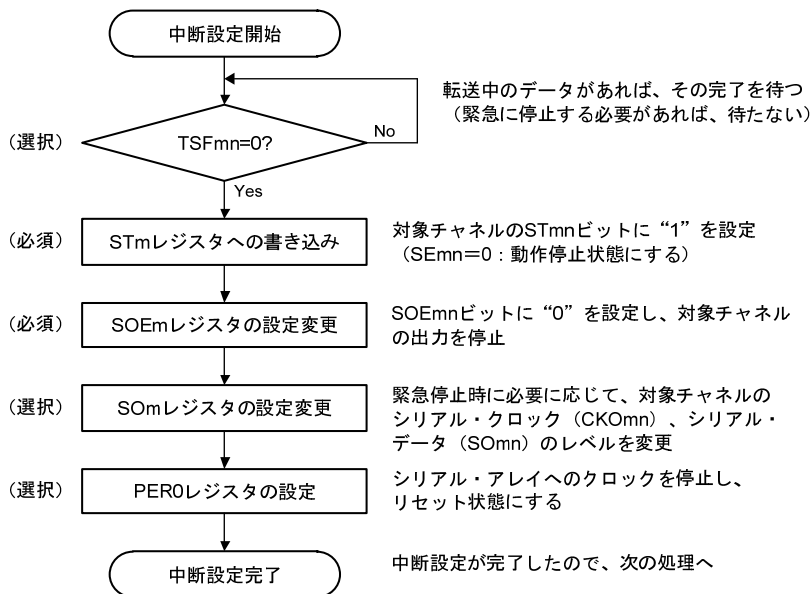 中断設定開始
転送中のデータがあれば、その完了を待つ
（緊急に停止する必要があれば、待たない）
（選択）
TSFmn=0?
No
Yes
（必須）
STmレジスタへの書き込み
対象チャネルのSTmnビットに“1”を設定
（SEmn＝0：動作停止状態にする）
（必須）
SOEmレジスタの設定変更
SOEmnビットに“0”を設定し、対象チャネル
の出力を停止
（選択）
SOmレジスタの設定変更
緊急停止時に必要に応じて、対象チャネルの
シリアル・クロック（CKOmn）、シリアル・
データ（SOmn）のレベルを変更
（選択）
PER0レジスタの設定
シリアル・アレイへのクロックを停止し、
リセット状態にする
中断設定完了
中断設定が完了したので、次の処理へ